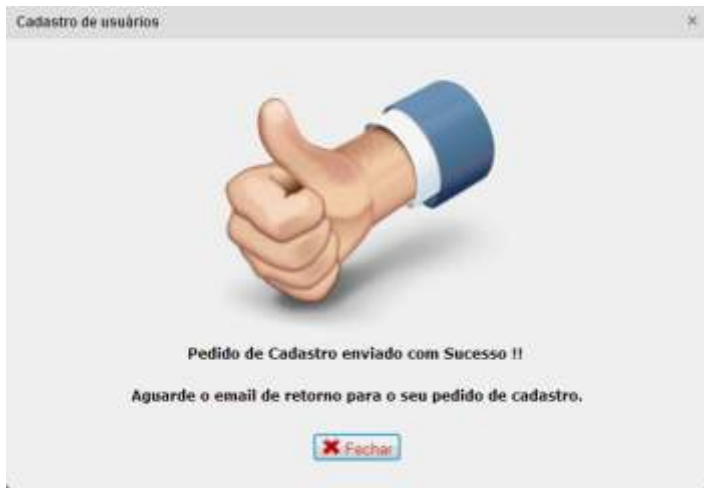 Cadastro de usuários
Pedido de Cadastro enviado com Sucesso !!
Aguarde o email de retorno para o seu pedido de cadastro.
Fechar